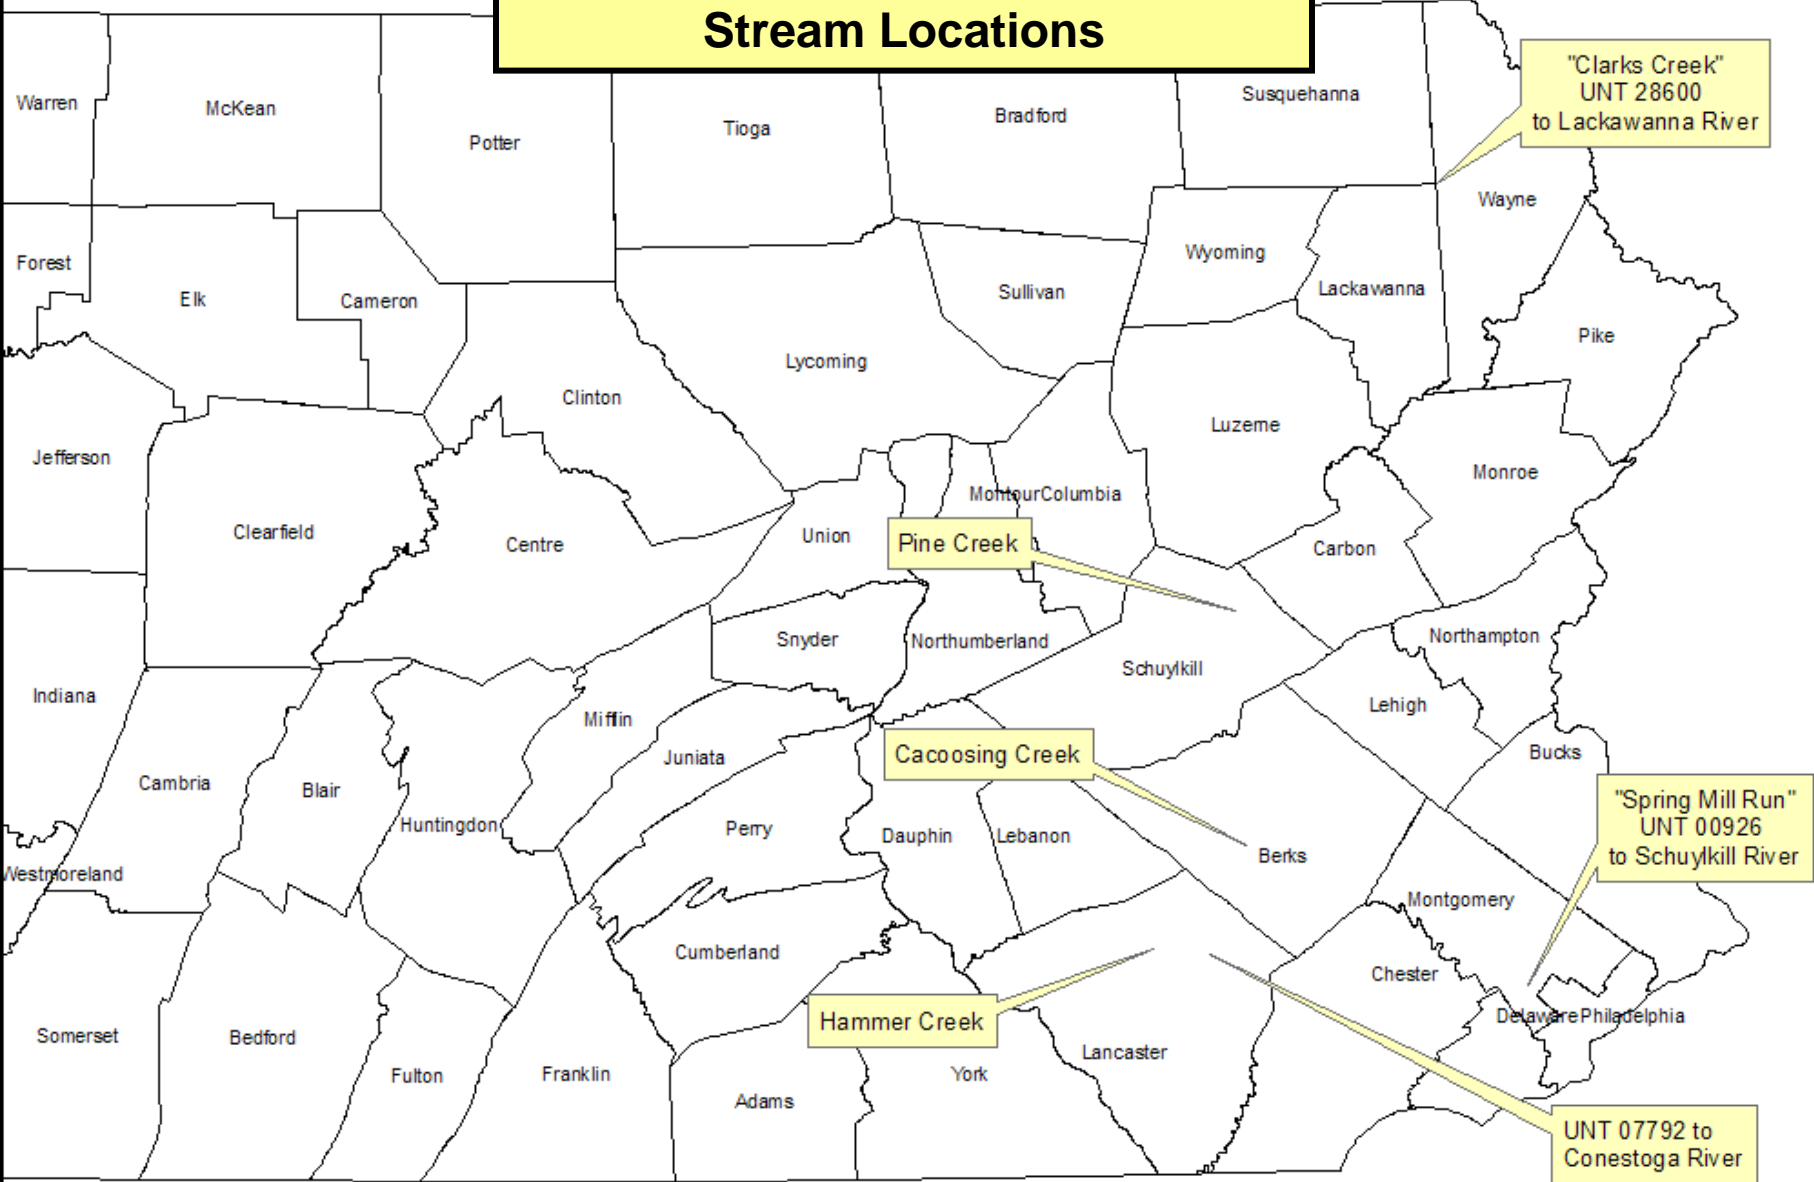 Stream Locations
"Clarks Creek"
UNT 28600
to Lackawanna River
Warren
McKean
Potter
Tioga
Bradford
Susquehanna
Wayne
Forest
Elk
Cameron
Sullivan
Wyoming
Lackawanna
Pike
Lycoming
Clinton
Luzerne
Jefferson
Monroe
Montour
Columbia
Clearfield
Centre
Union
Pine Creek
Carbon
Snyder
Northumberland
Northampton
Schuylkill
Indiana
Mifflin
Lehigh
Juniata
Cacoosing Creek
Bucks
Cambria
Blair
Huntingdon
Perry
Dauphin
Lebanon
Berks
"Spring Mill Run"
UNT 00926
to Schuylkill River
Westmoreland
Montgomery
Cumberland
Chester
Hammer Creek
Delaware
Philadelphia
Somerset
Bedford
Fulton
Franklin
Adams
York
Lancaster
UNT 07792 to
Conestoga River